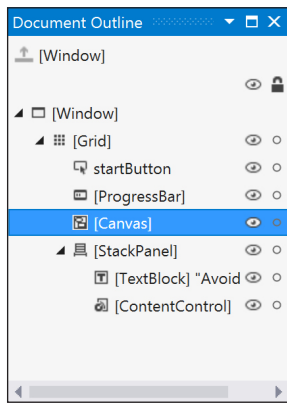 Document Outline
[Window]
[Window]
[Grid]
startButton
[ProgressBar]
[Canvas]
[StackPanel]
[TextBlock] "Avoid
[ContentControl]